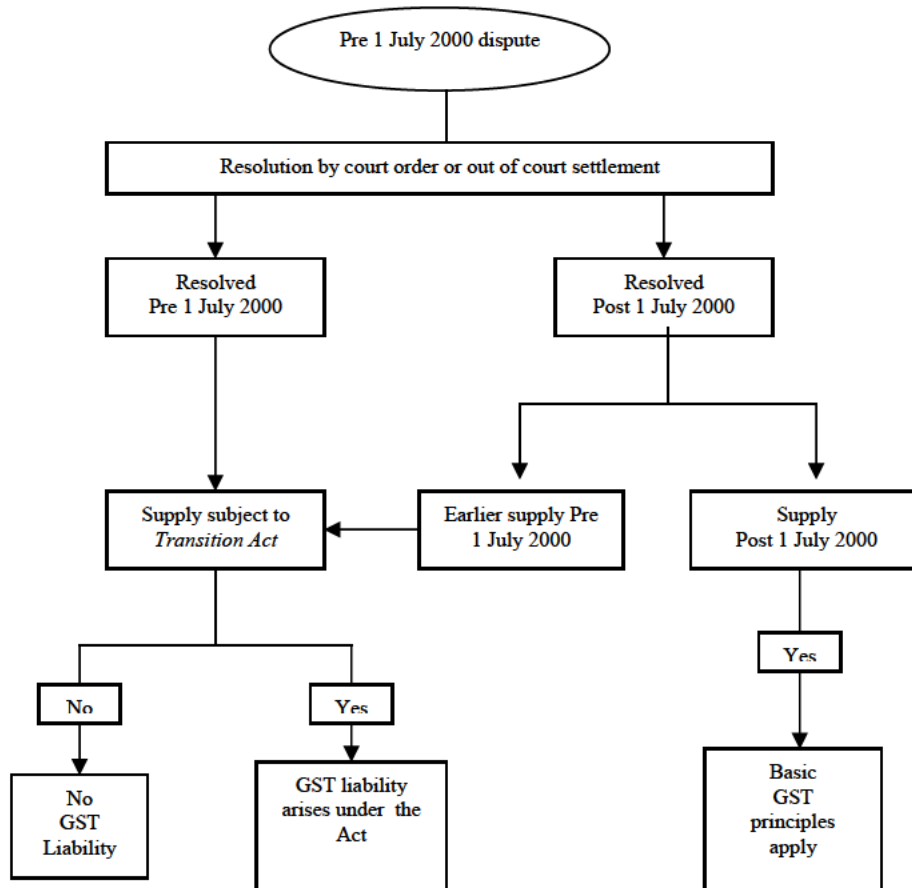 Pre 1 July 2000 dispute
Resolution by court order or out of court settlement
Resolved
Pre 1 July 2000
Resolved
Post 1 July 2000
Supply subject to
Transition Act
Earlier supply Pre
1 July 2000
Supply
Post 1 July 2000
Yes
No
Yes
No
GST
Liability
GST liability
arises under the
Act
Basic
GST
principles
apply